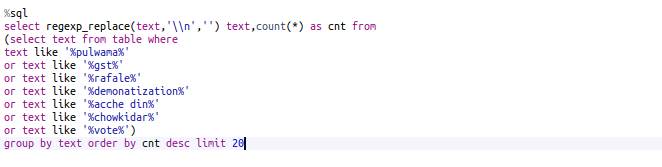 %sql
select regexp_replace(text,'\\n','') text,count(*) as cnt from
(select text from table where
text like '%pulwama%'
or text like '%gst%'
or text like '%rafale%'
or text like '%demonatization%'
or text like '%acche din%'
or text like '%chowkidar%'
or text like '%vote%')
group by text order by cnt desc limit 20